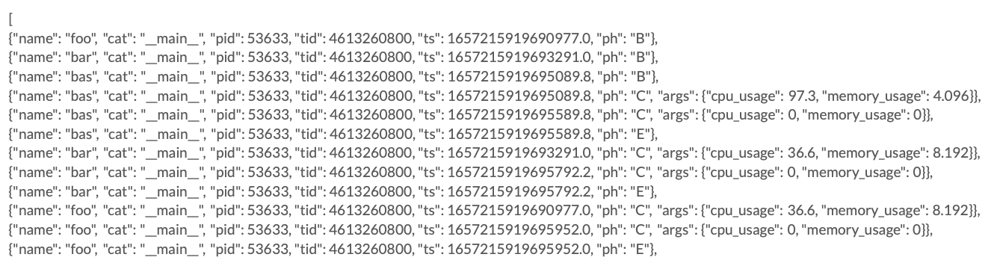 [
{"name": "foo", "cat": "__main__", "pid": 53633, "tid": 4613260800, "ts": 1657215919690977.0, "ph": "B"},
{"name": "bar", "cat": "__main__", "pid": 53633, "tid": 4613260800, "ts": 1657215919693291.0, "ph": "B"},
{"name": "bas", "cat": "__main__", "pid": 53633, "tid": 4613260800, "ts": 1657215919695089.8, "ph": "B"},
{"name": "bas", "cat": "__main__", "pid": 53633, "tid": 4613260800, "ts": 1657215919695089.8, "ph": "C", "args": {"cpu_usage": 97.3, "memory_usage": 4.096}},
{"name": "bas", "cat": "__main__", "pid": 53633, "tid": 4613260800, "ts": 1657215919695589.8, "ph": "C", "args": {"cpu_usage": 0, "memory_usage": 0}},
{"name": "bas", "cat": "__main__", "pid": 53633, "tid": 4613260800, "ts": 1657215919695589.8, "ph": "E"},
{"name": "bar", "cat": "__main__", "pid": 53633, "tid": 4613260800, "ts": 1657215919693291.0, "ph": "C", "args": {"cpu_usage": 36.6, "memory_usage": 8.192}},
{"name": "bar", "cat": "__main__", "pid": 53633, "tid": 4613260800, "ts": 1657215919695792.2, "ph": "C", "args": {"cpu_usage": 0, "memory_usage": 0}},
{"name": "bar", "cat": "__main__", "pid": 53633, "tid": 4613260800, "ts": 1657215919695792.2, "ph": "E"},
{"name": "foo", "cat": "__main__", "pid": 53633, "tid": 4613260800, "ts": 1657215919690977.0, "ph": "C", "args": {"cpu_usage": 36.6, "memory_usage": 8.192}},
{"name": "foo", "cat": "__main__", "pid": 53633, "tid": 4613260800, "ts": 1657215919695952.0, "ph": "C", "args": {"cpu_usage": 0, "memory_usage": 0}},
{"name": "foo", "cat": "__main__", "pid": 53633, "tid": 4613260800, "ts": 1657215919695952.0, "ph": "E"},